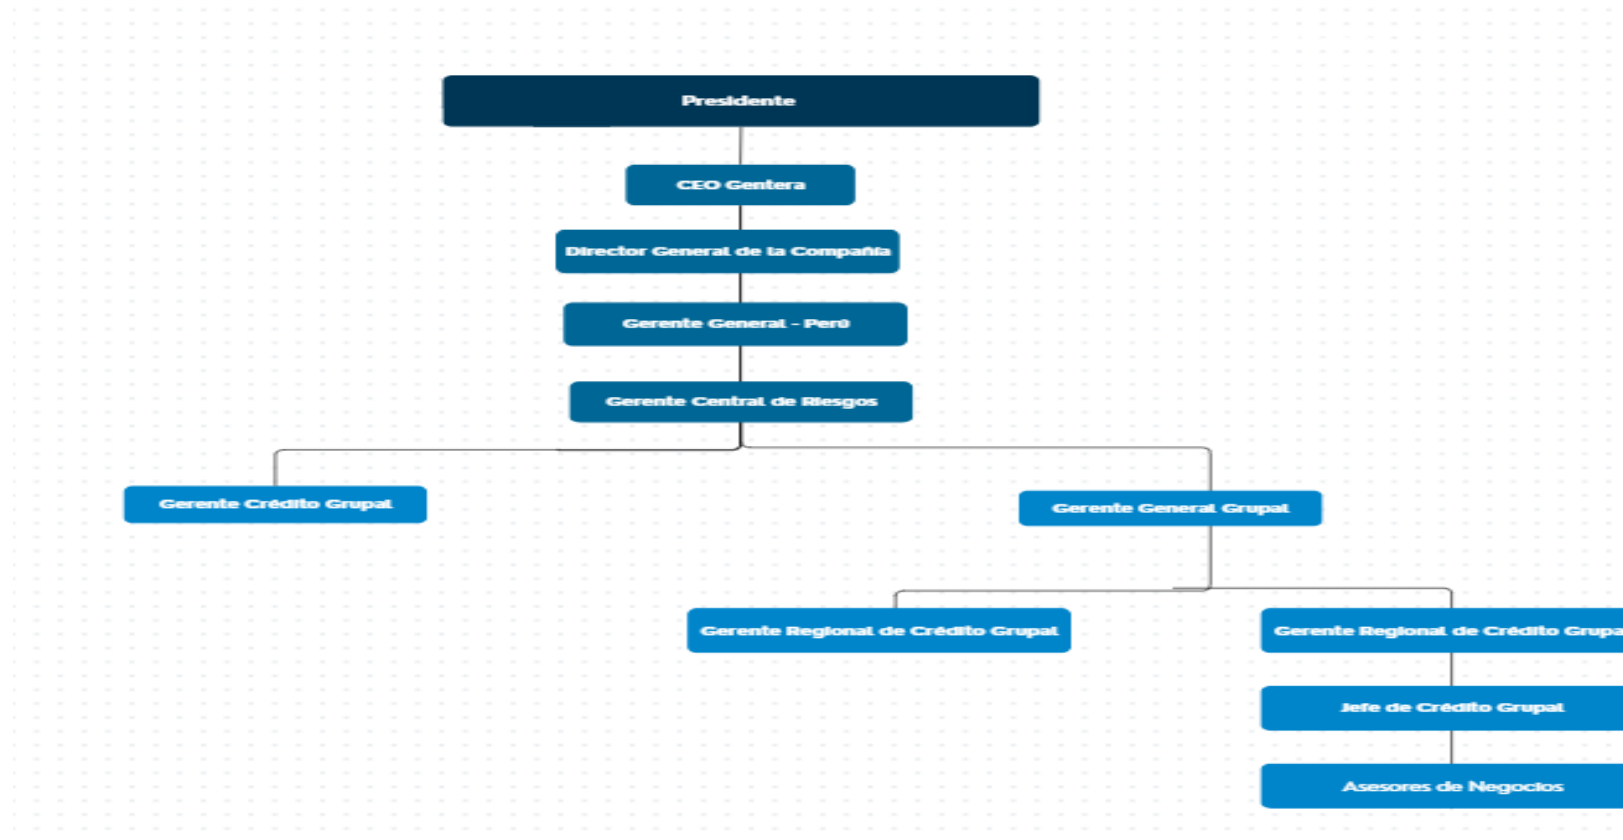 Presidente
CEO Gentera
Director General de la Compañía
Gerente General - Perú
Gerente Central de Riesgos
Gerente Crédito Grupal
Gerente General Grupal
Gerente Regional de Crédito Grupal
Gerente Regional de Crédito Grupa
Jefe de Crédito Grupal
Asesores de Negocios